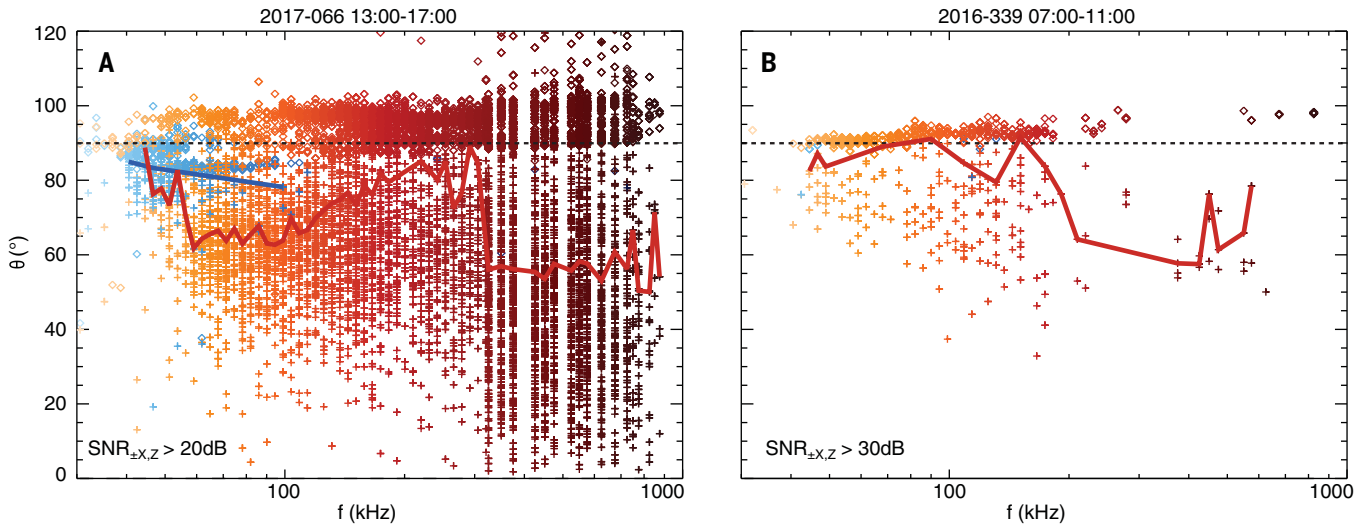 2017-066 13:00-17:00
2016-339 07:00-11:00
A
B
120
100
80
60
40
20
0
θ (°)
SNR±X,Z > 20dB
SNR±X,Z > 30dB
100
1000
100
1000
f (kHz)
f (kHz)